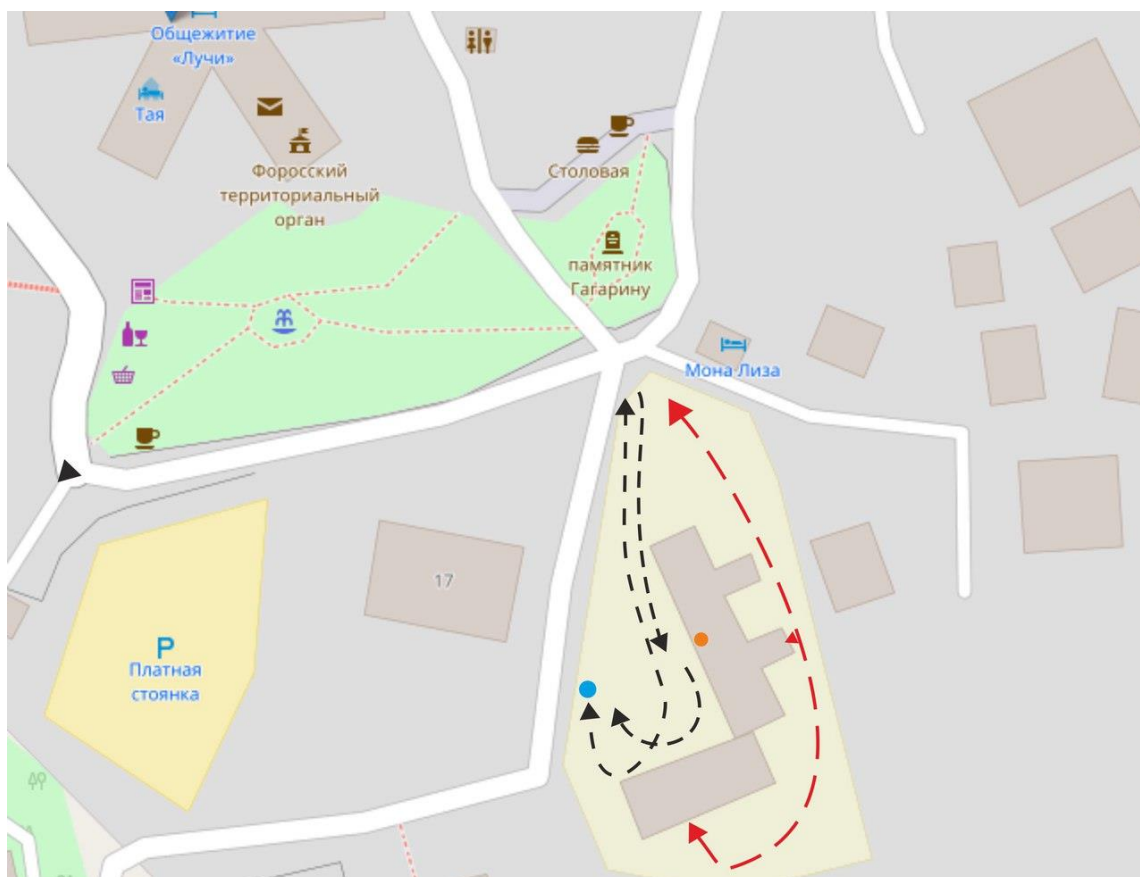 Общежитие
«Лучи»
Тая
Форосский
территориальный
орган
Столовая
памятник
Гагарину
Мона Лиза
17
P
Платная
стоянка